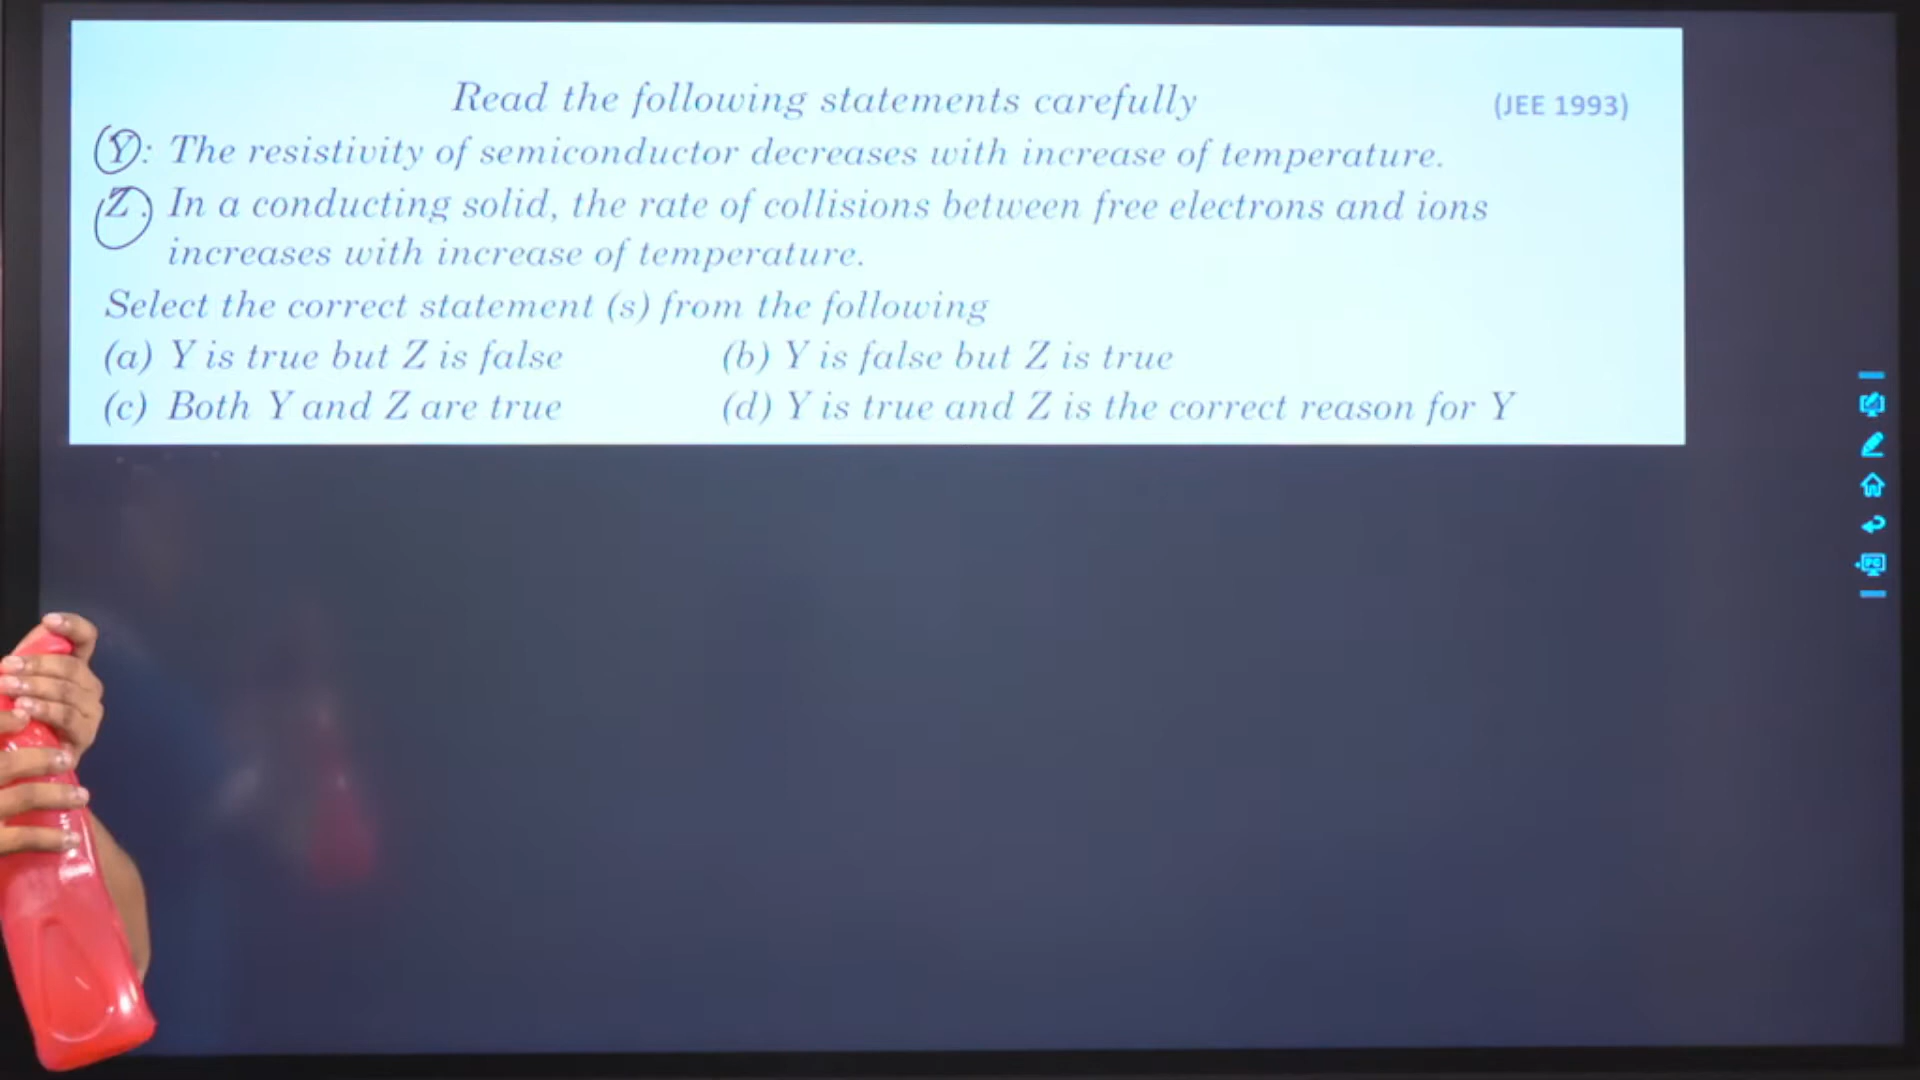 Read the following statements carefully
(JEE 1993)
Y: The resistivity of semiconductor decreases with increase of temperature.
Z. In a conducting solid, the rate of collisions between free electrons and ions
increases with increase of temperature.
Select the correct statement (s) from the following
(a) Y is true but Z is false (b) Y is false but Z is true
(c) Both Y and Z are true (d) Y is true and Z is the correct reason for Y